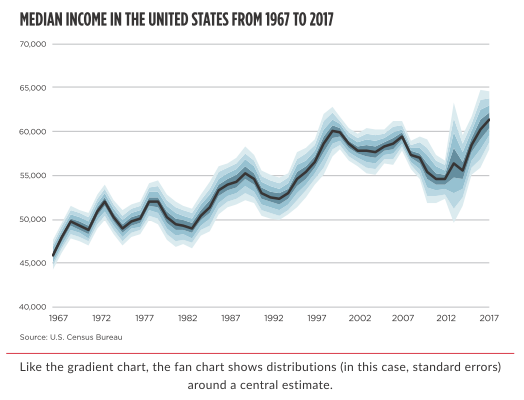 MEDIAN INCOME IN THE UNITED STATES FROM 1967 TO 2017
70,000
65,000
60,000
55,000
50,000
45,000
40,000
1967 1972 1977 1982 1987 1992 1997 2002 2007 2012 2017
Source: U.S. Census Bureau
Like the gradient chart, the fan chart shows distributions (in this case, standard errors)
around a central estimate.